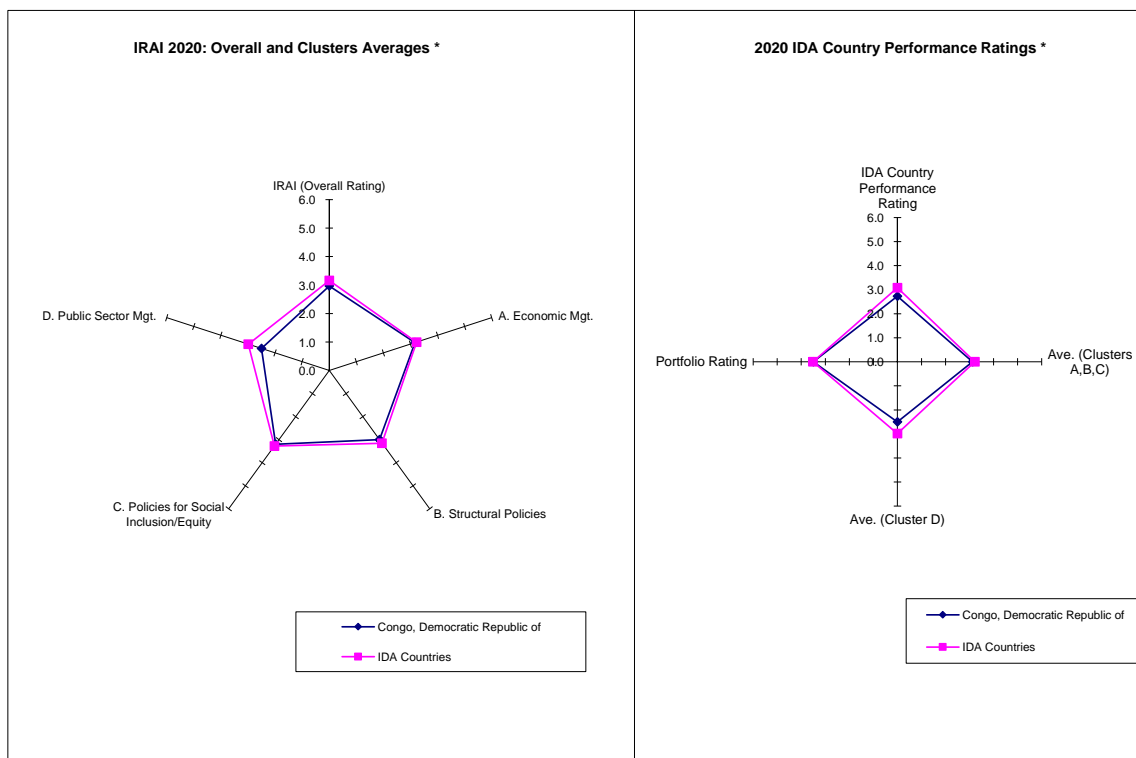 IRAI 2020: Overall and Clusters Averages *
IRAI (Overall Rating)
6.0
5.0
4.0
3.0
2.0
1.0
0.0
D. Public Sector Mgt.
A. Economic Mgt.
C. Policies for Social
Inclusion/Equity
B. Structural Policies
Congo, Democratic Republic of
IDA Countries
2020 IDA Country Performance Ratings *
IDA Country
Performance
Rating
6.0
5.0
4.0
3.0
2.0
1.0
0.0
Portfolio Rating
Ave. (Clusters
A,B,C)
Ave. (Cluster D)
Congo, Democratic Republic of
IDA Countries